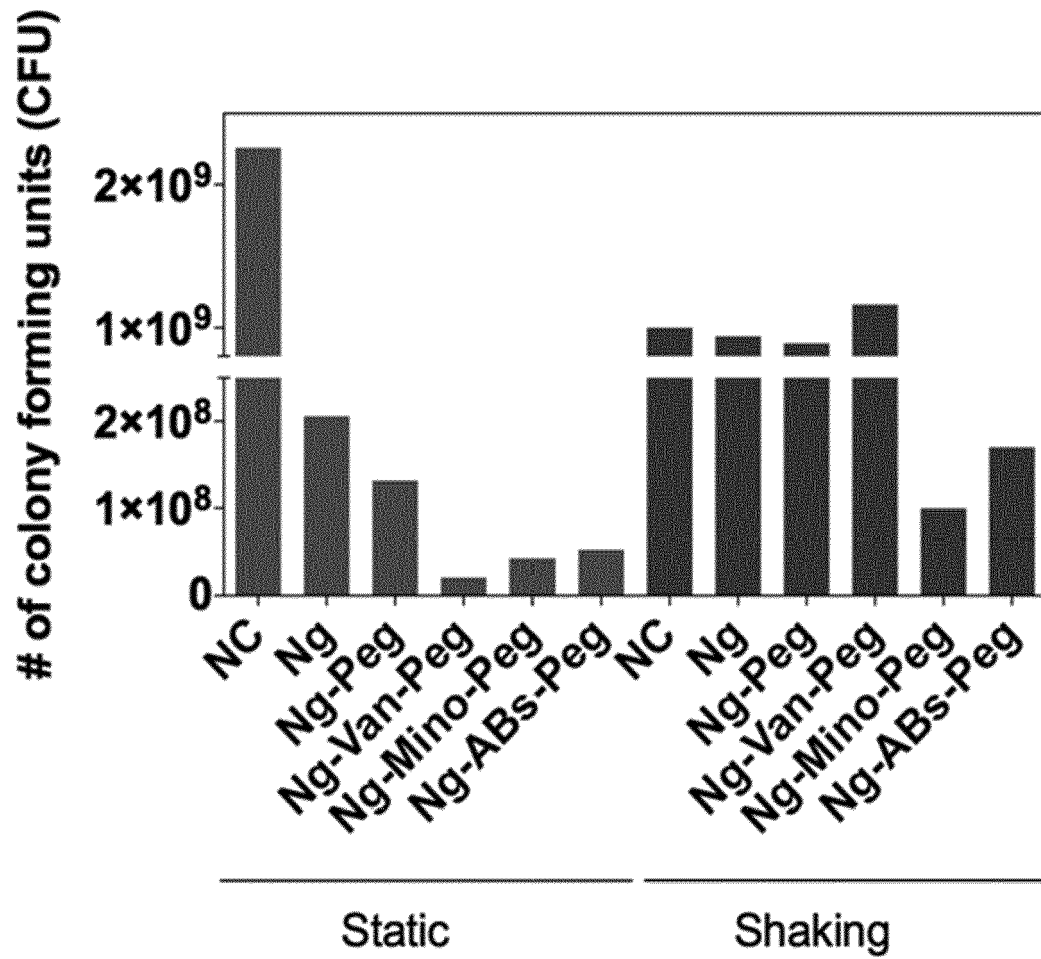 # of colony forming units (CFU)
2×10⁹
1×10⁹
2×10⁸
1×10⁸
0
NC
Ng
Ng-Peg
Ng-Van-Peg
Ng-Mino-Peg
Ng-ABs-Peg
NC
Ng
Ng-Peg
Ng-Van-Peg
Ng-Mino-Peg
Ng-ABs-Peg
Static
Shaking